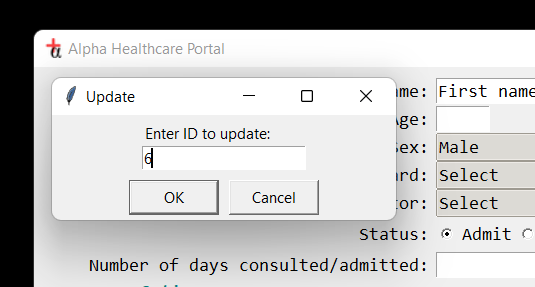 Alpha Healthcare Portal
Update
Enter ID to update:
6
OK
Cancel
ame: First name
Age:
Sex: Male
ard: Select
tor: Select
Status: Admit
Number of days consulted/admitted: